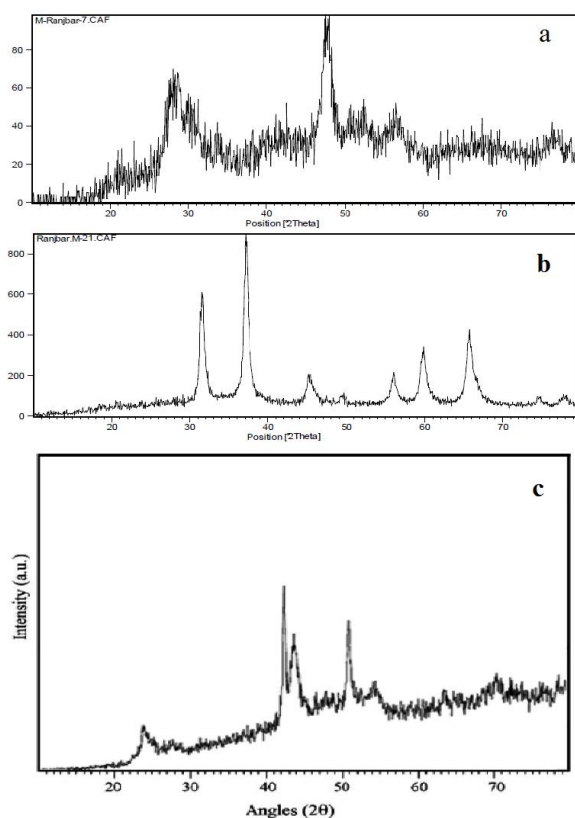 M-Ranjbar-7.CAF
a
80
60
40
20
0
20 30 40 50 60 70
Position [°2Theta]
Ranjbar.M-21.CAF
b
800
600
400
200
0
20 30 40 50 60 70
Position [°2Theta]
c
Intensity (a.u.)
20 30 40 50 60 70
Angles (2θ)